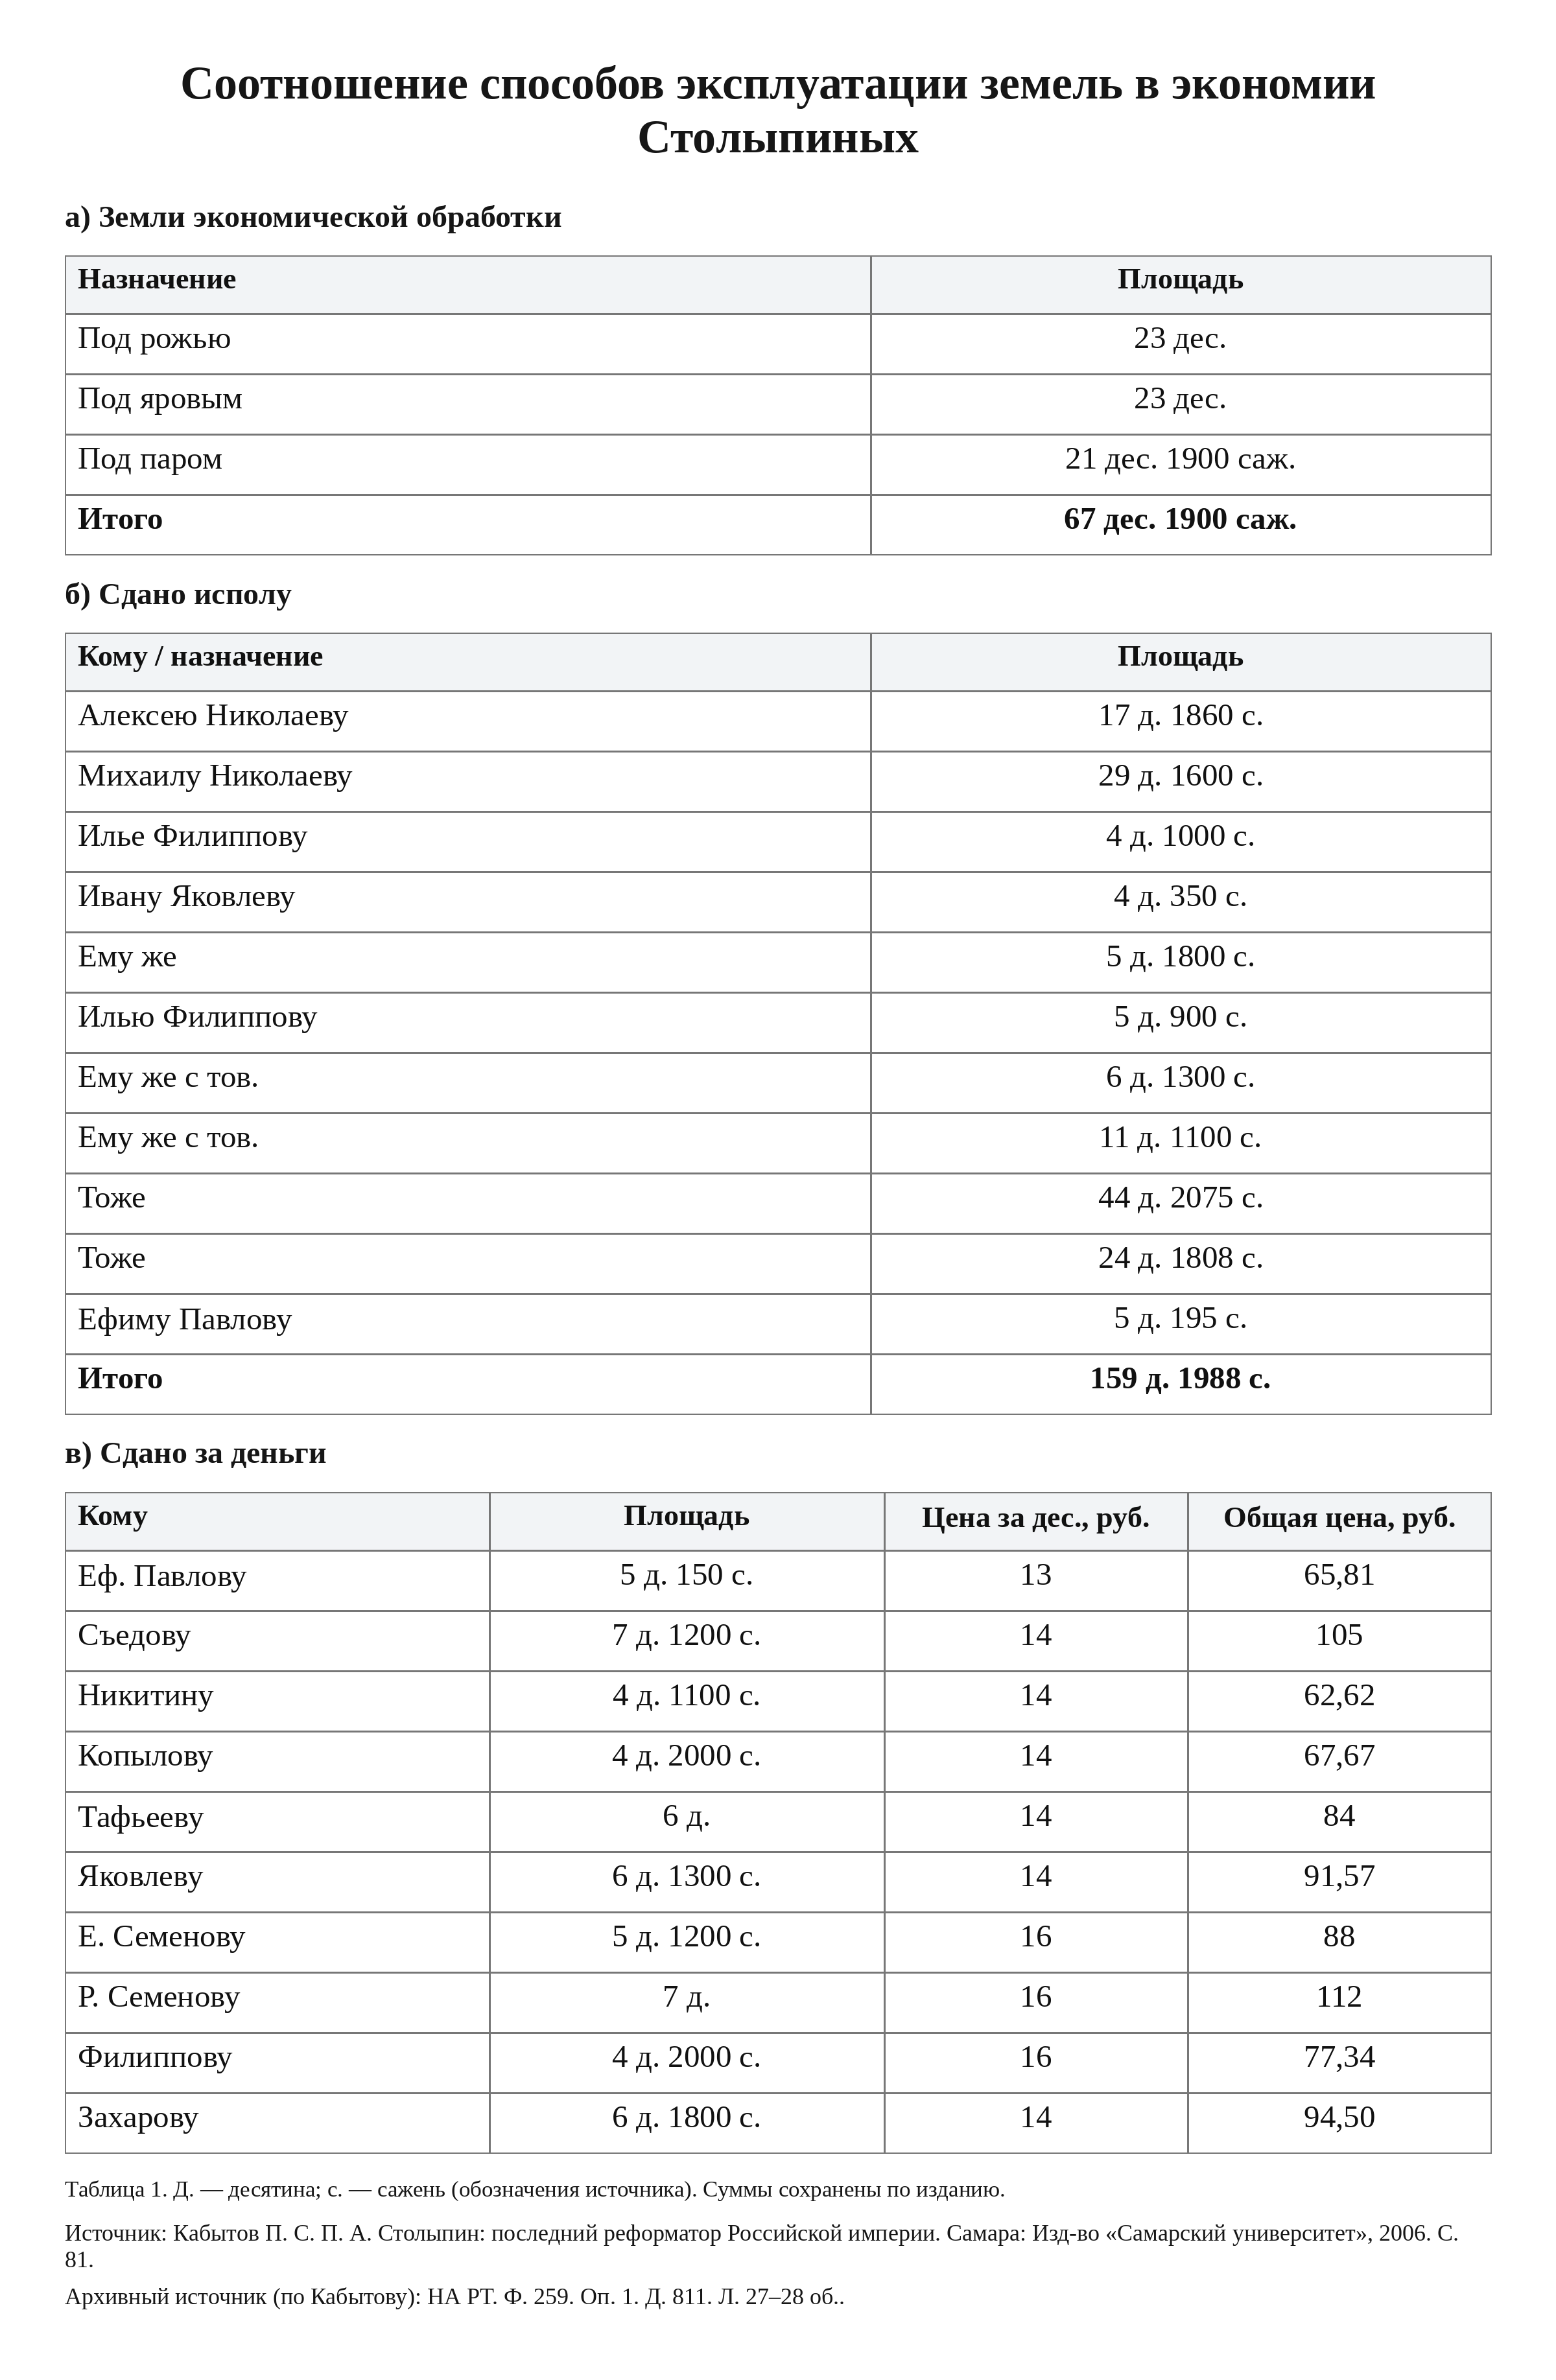 Соотношение способов эксплуатации земель в экономии
Столыпиных
а) Земли экономической обработки
Назначение Площадь
Под рожью 23 дес.
Под яровым 23 дес.
Под паром 21 дес. 1900 саж.
Итого 67 дес. 1900 саж.
б) Сдано исполу
Кому / назначение Площадь
Алексею Николаеву 17 д. 1860 с.
Михаилу Николаеву 29 д. 1600 с.
Илье Филиппову 4 д. 1000 с.
Ивану Яковлеву 4 д. 350 с.
Ему же 5 д. 1800 с.
Илью Филиппову 5 д. 900 с.
Ему же с тов. 6 д. 1300 с.
Ему же с тов. 11 д. 1100 с.
Тоже 44 д. 2075 с.
Тоже 24 д. 1808 с.
Ефиму Павлову 5 д. 195 с.
Итого 159 д. 1988 с.
в) Сдано за деньги
Кому Площадь Цена за дес., руб. Общая цена, руб.
Еф. Павлову 5 д. 150 с. 13 65,81
Съедову 7 д. 1200 с. 14 105
Никитину 4 д. 1100 с. 14 62,62
Копылову 4 д. 2000 с. 14 67,67
Тафьееву 6 д. 14 84
Яковлеву 6 д. 1300 с. 14 91,57
Е. Семенову 5 д. 1200 с. 16 88
Р. Семенову 7 д. 16 112
Филиппову 4 д. 2000 с. 16 77,34
Захарову 6 д. 1800 с. 14 94,50
Таблица 1. Д. — десятина; с. — сажень (обозначения источника). Суммы сохранены по изданию.
Источник: Кабытов П. С. П. А. Столыпин: последний реформатор Российской империи. Самара: Изд-во «Самарский университет», 2006. С.
81.
Архивный источник (по Кабытову): НА РТ. Ф. 259. Оп. 1. Д. 811. Л. 27–28 об..